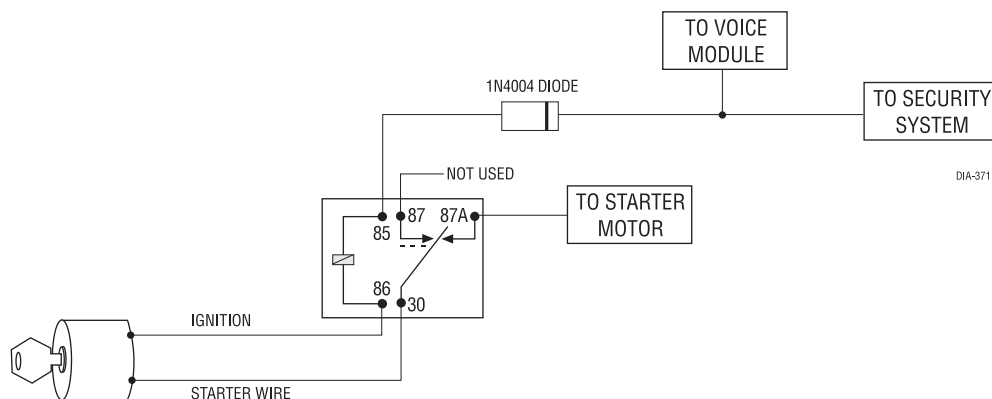 TO VOICE
MODULE
1N4004 DIODE
TO SECURITY
SYSTEM
DIA-371
NOT USED
87
87A
85
TO STARTER
MOTOR
86
30
IGNITION
STARTER WIRE